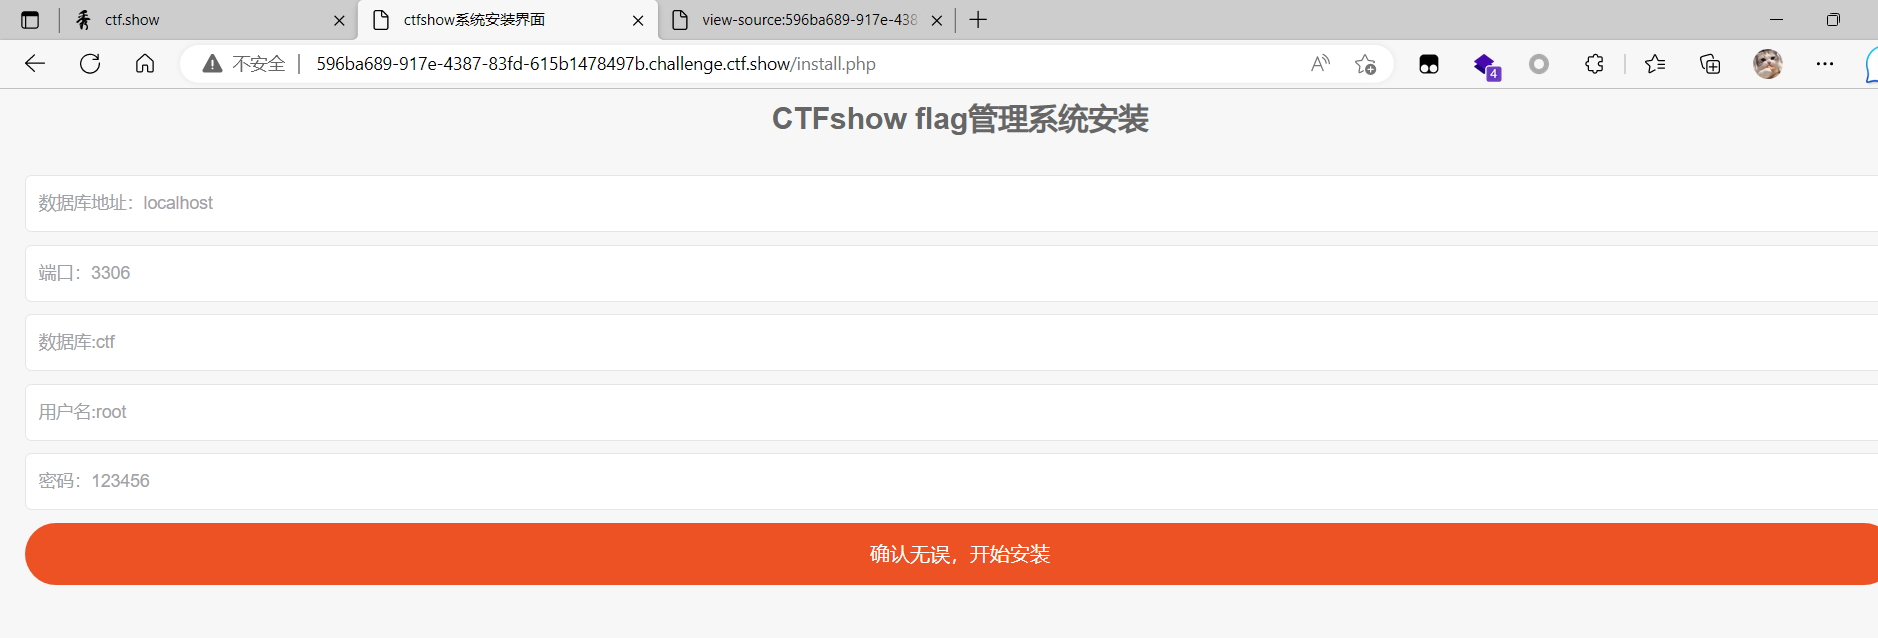 ctf.show
ctfshow系统安装界面
view-source:596ba689-917e-438
不安全
596ba689-917e-4387-83fd-615b1478497b.challenge.ctf.show/install.php
4
CTFshow flag管理系统安装
数据库地址：localhost
端口：3306
数据库:ctf
用户名:root
密码：123456
确认无误，开始安装